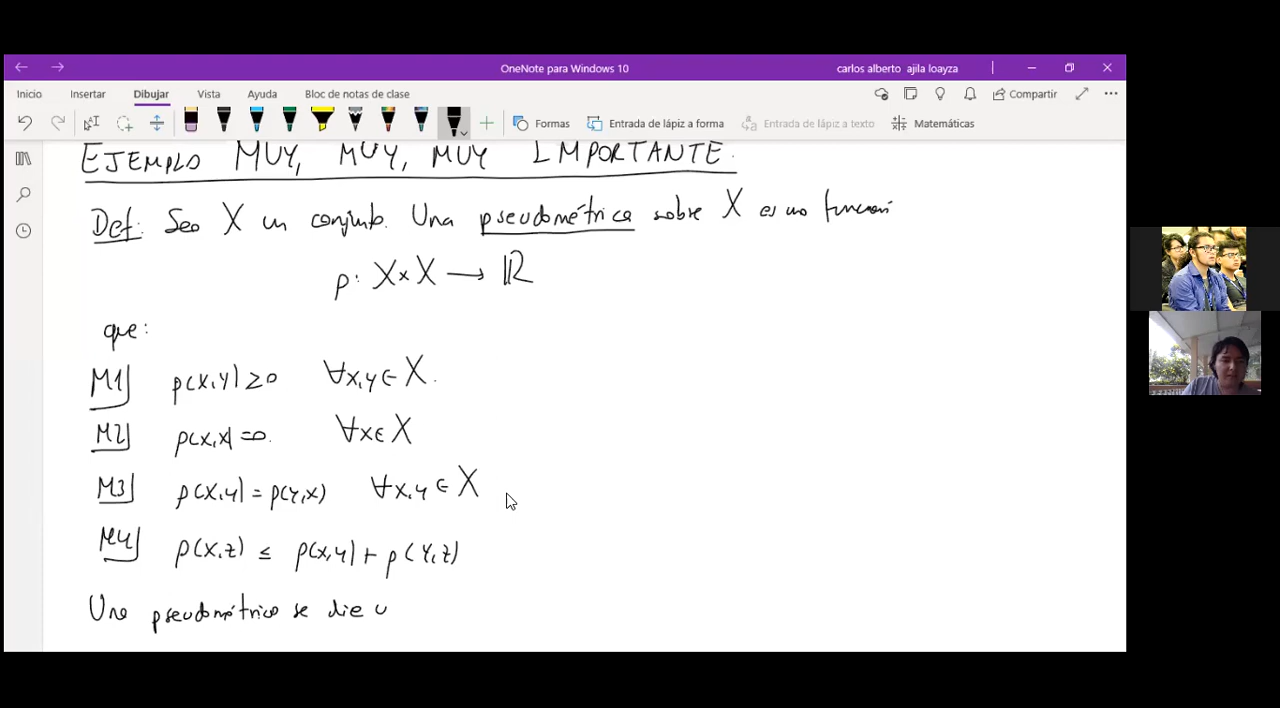 OneNote para Windows 10
carlos alberto ajila loayza
Inicio Insertar Dibujar Vista Ayuda Bloc de notas de clase
Compartir
Formas Entrada de lápiz a forma Entrada de lápiz a texto Matemáticas
EJEMPLO MUY, MUY, MUY IMPORTANTE.
Def: Sea X un conjunto. Una pseudométrica sobre X es una función
ρ: X×X → ℝ
que:
M1] ρ(x,y) ≥ 0 ∀x,y ∈ X.
M2] ρ(x,x) = 0. ∀x ∈ X
M3] ρ(x,y) = ρ(y,x) ∀x,y ∈ X
M4] ρ(x,z) ≤ ρ(x,y) + ρ(y,z)
Una pseudométrica se dice u